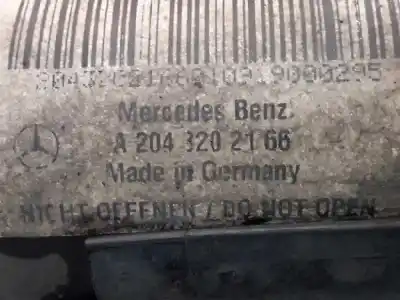 Mercedes Benz
A 204 320 21 66
Made in Germany
NICHT OEFFNEN / DO NOT OPEN